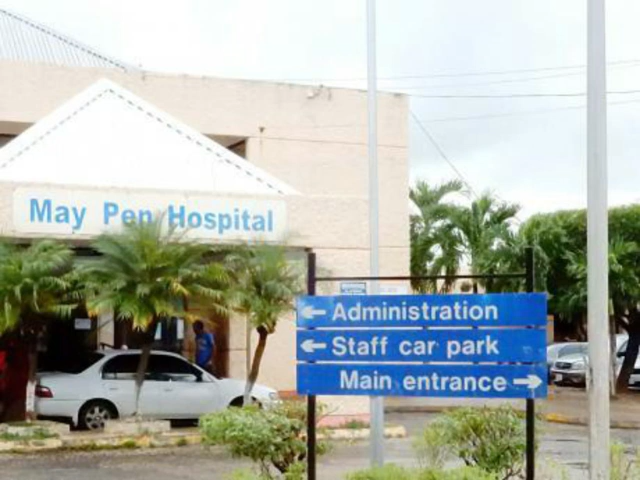 May Pen Hospital
← Administration
← Staff car park
Main entrance →